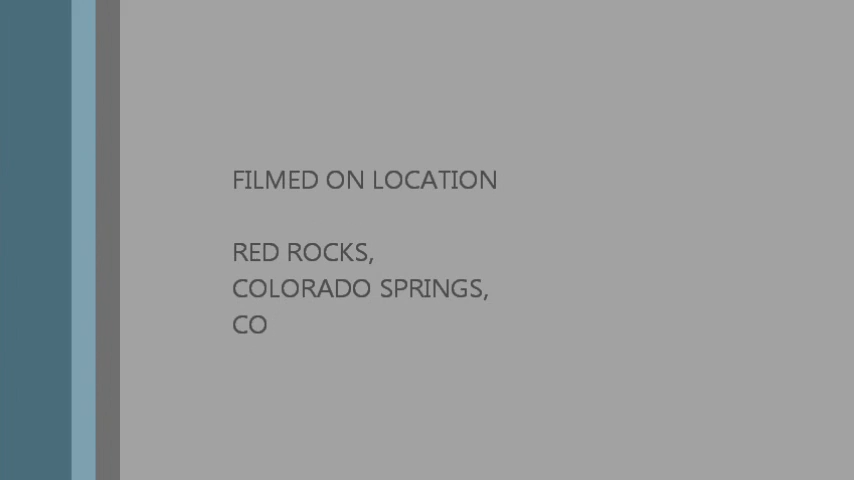 FILMED ON LOCATION
RED ROCKS,
COLORADO SPRINGS,
CO